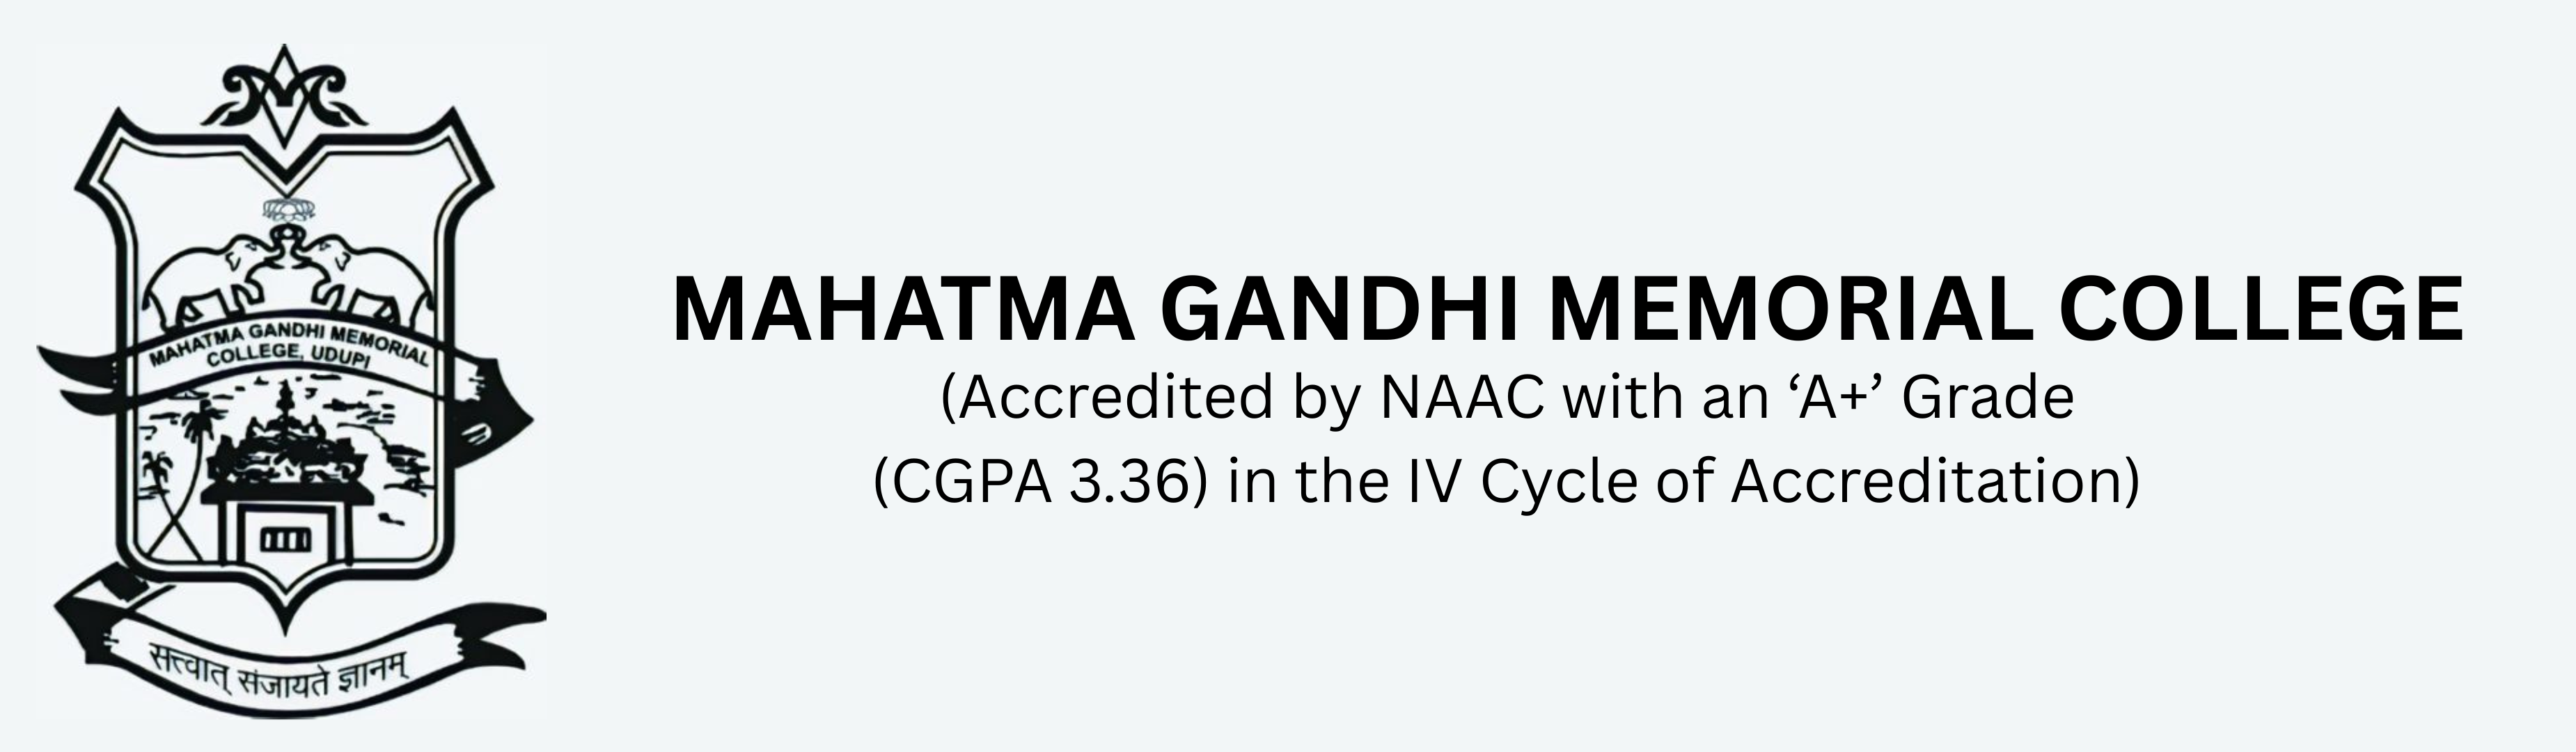 MAHATMA GANDHI MEMORIAL
COLLEGE, UDUPI
सत्त्वात् संजायते ज्ञानम्
MAHATMA GANDHI MEMORIAL COLLEGE
(Accredited by NAAC with an ‘A+’ Grade
(CGPA 3.36) in the IV Cycle of Accreditation)